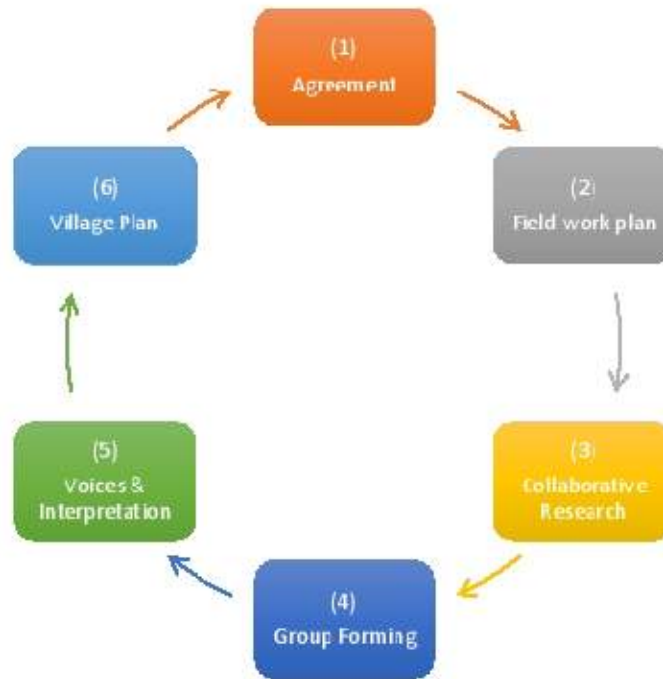 (1)
Agreement
(2)
Field work plan
(3)
Collaborative
Research
(4)
Group Forming
(5)
Voices &
Interpretation
(6)
Village Plan